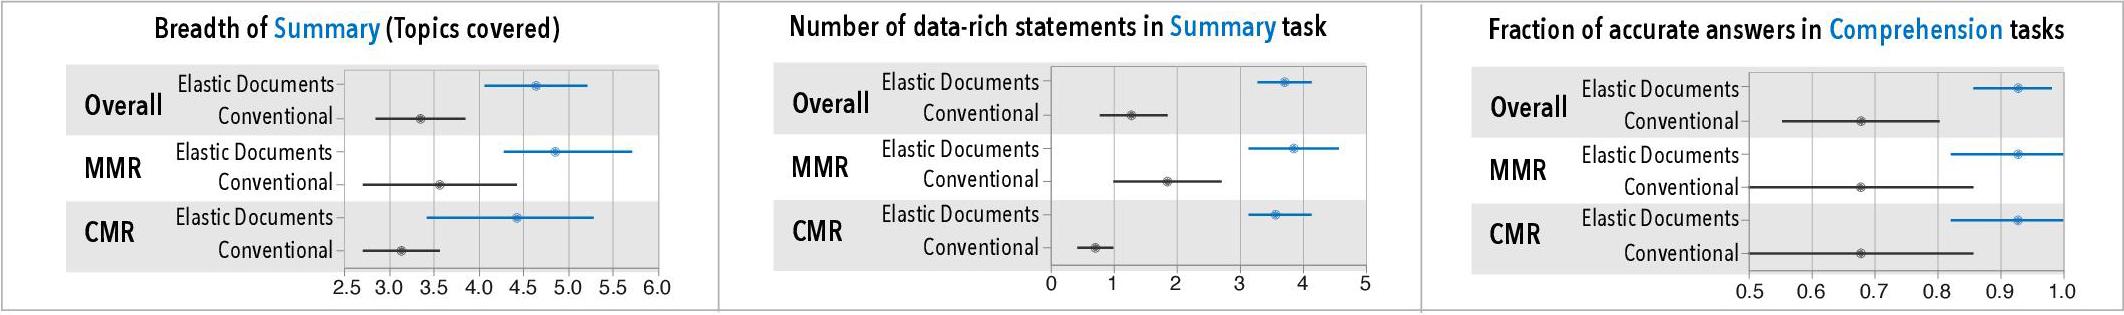 Breadth of Summary (Topics covered)
Overall
Elastic Documents
Conventional
MMR
Elastic Documents
Conventional
CMR
Elastic Documents
Conventional
2.5 3.0 3.5 4.0 4.5 5.0 5.5 6.0
Number of data-rich statements in Summary task
Overall
Elastic Documents
Conventional
MMR
Elastic Documents
Conventional
CMR
Elastic Documents
Conventional
0 1 2 3 4 5
Fraction of accurate answers in Comprehension tasks
Overall
Elastic Documents
Conventional
MMR
Elastic Documents
Conventional
CMR
Elastic Documents
Conventional
0.5 0.6 0.7 0.8 0.9 1.0